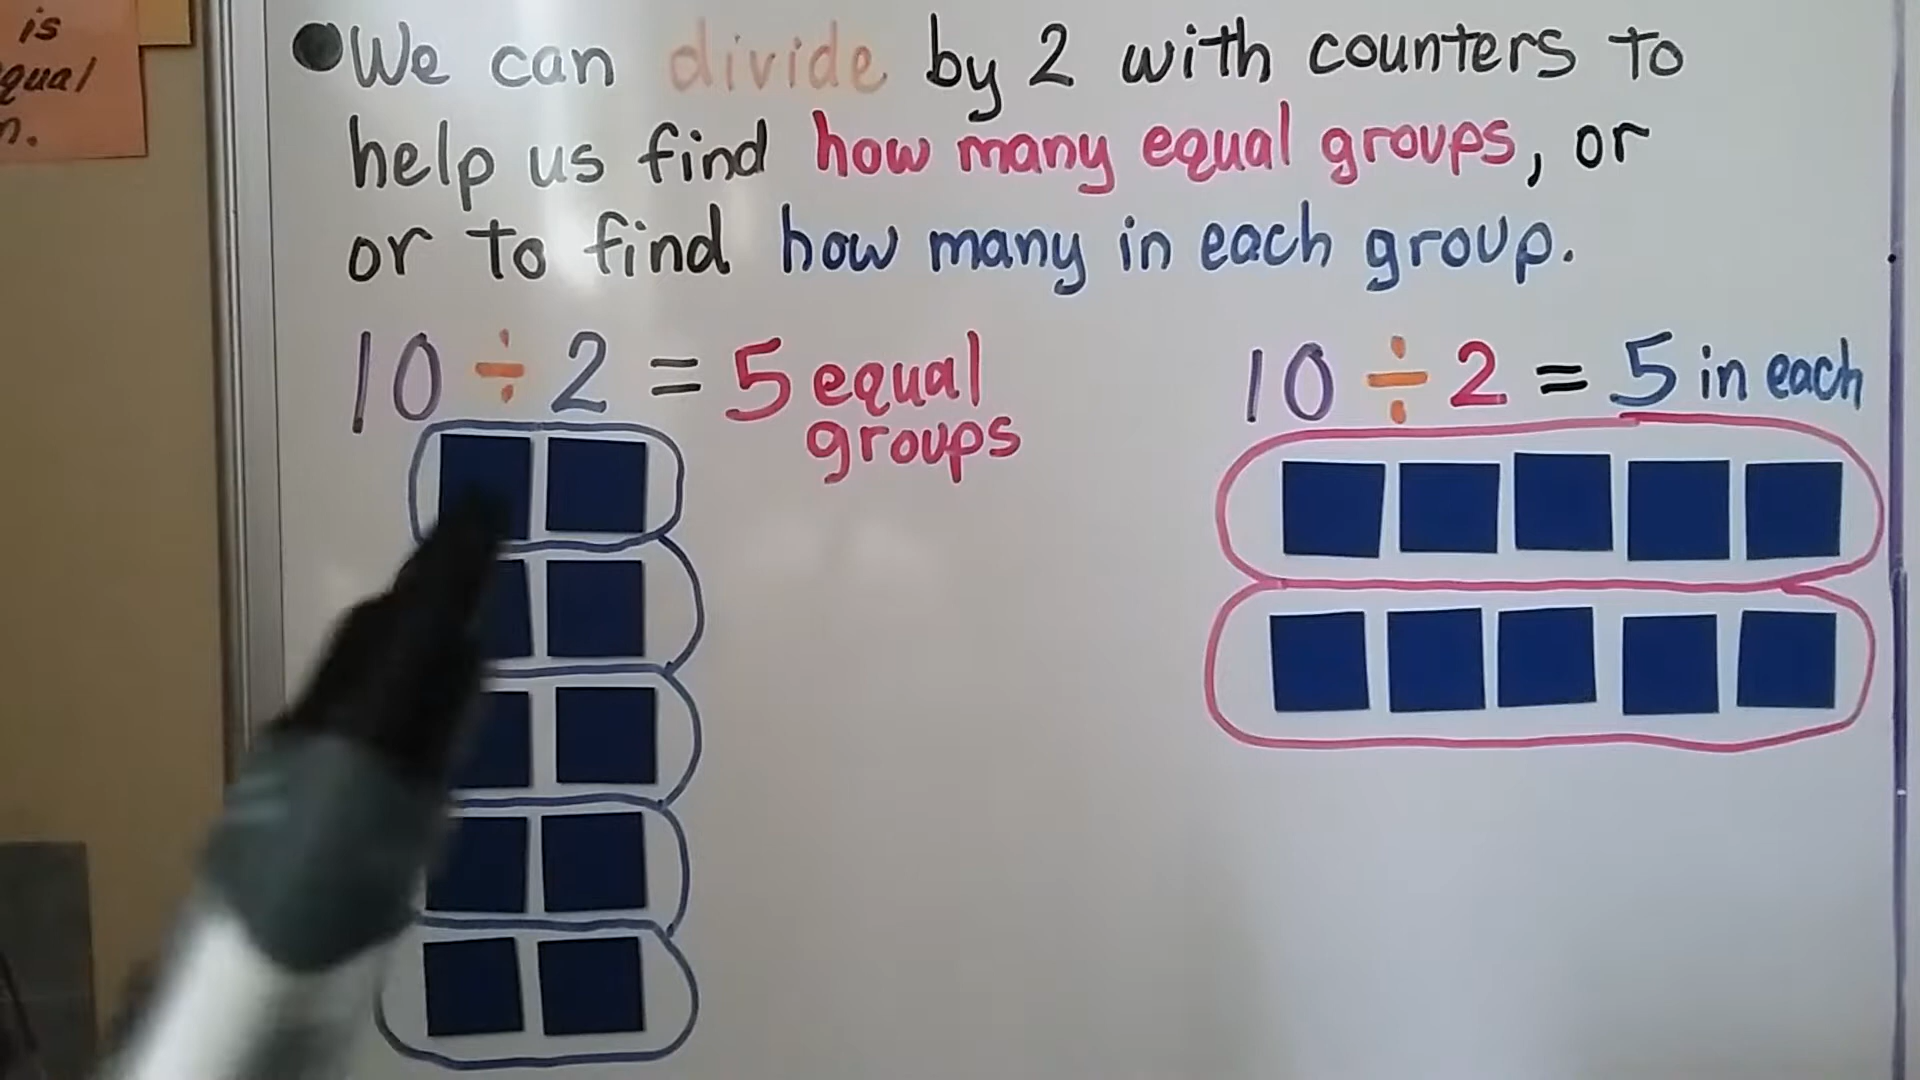 is
qual
n.
We can divide by 2 with counters to
help us find how many equal groups, or
or to find how many in each group.
10 ÷ 2 = 5 equal
groups
10 ÷ 2 = 5 in each